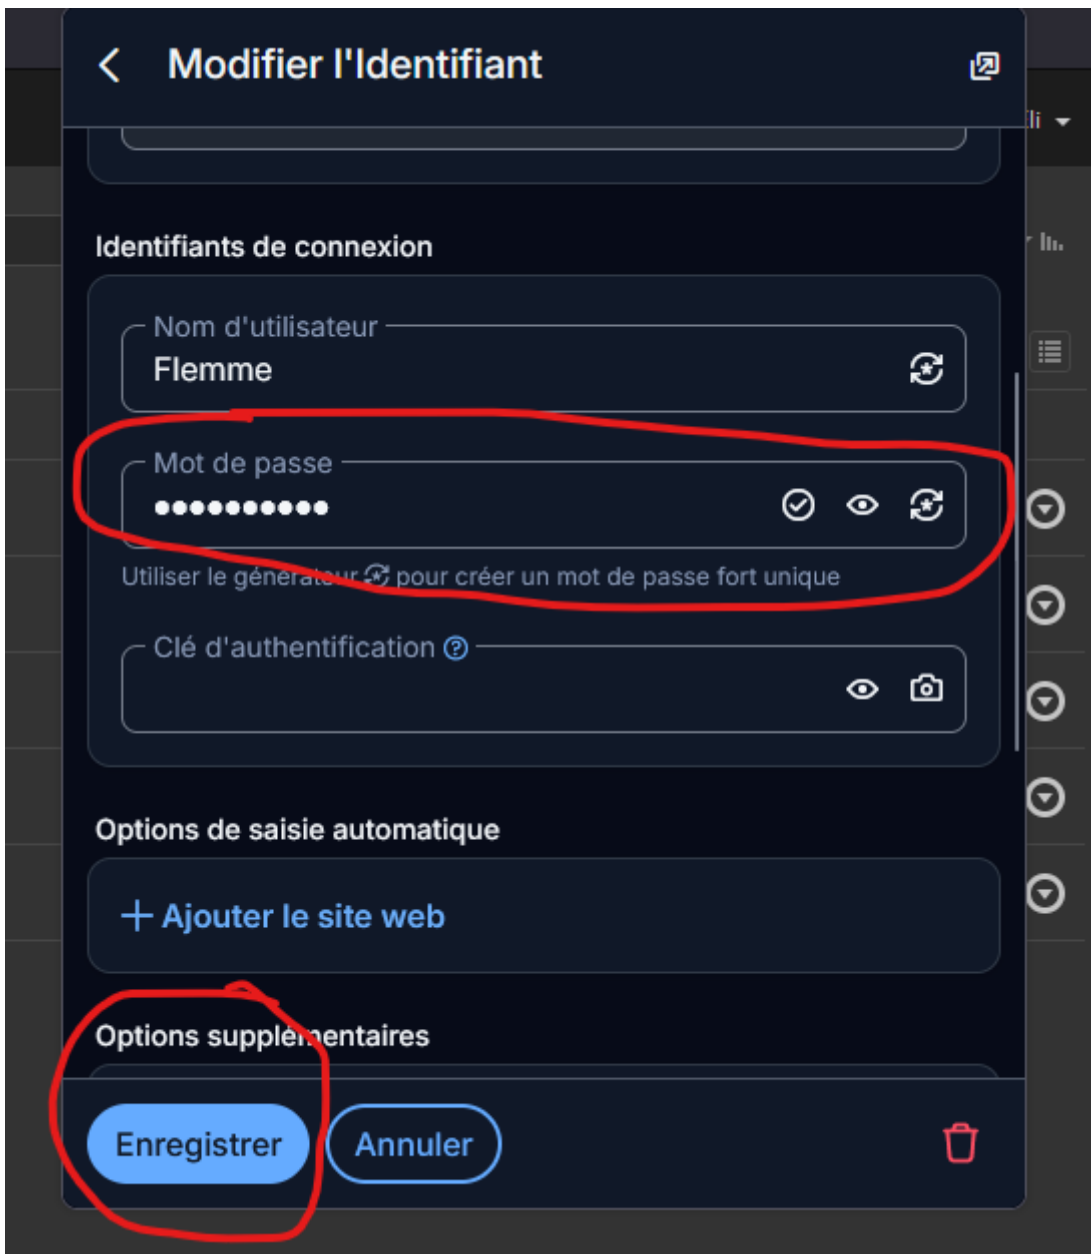 Modifier l'Identifiant
Identifiants de connexion
Nom d'utilisateur
Flemme
Mot de passe
••••••••••
Utiliser le générateur pour créer un mot de passe fort unique
Clé d'authentification
Options de saisie automatique
+ Ajouter le site web
Options supplémentaires
Enregistrer
Annuler